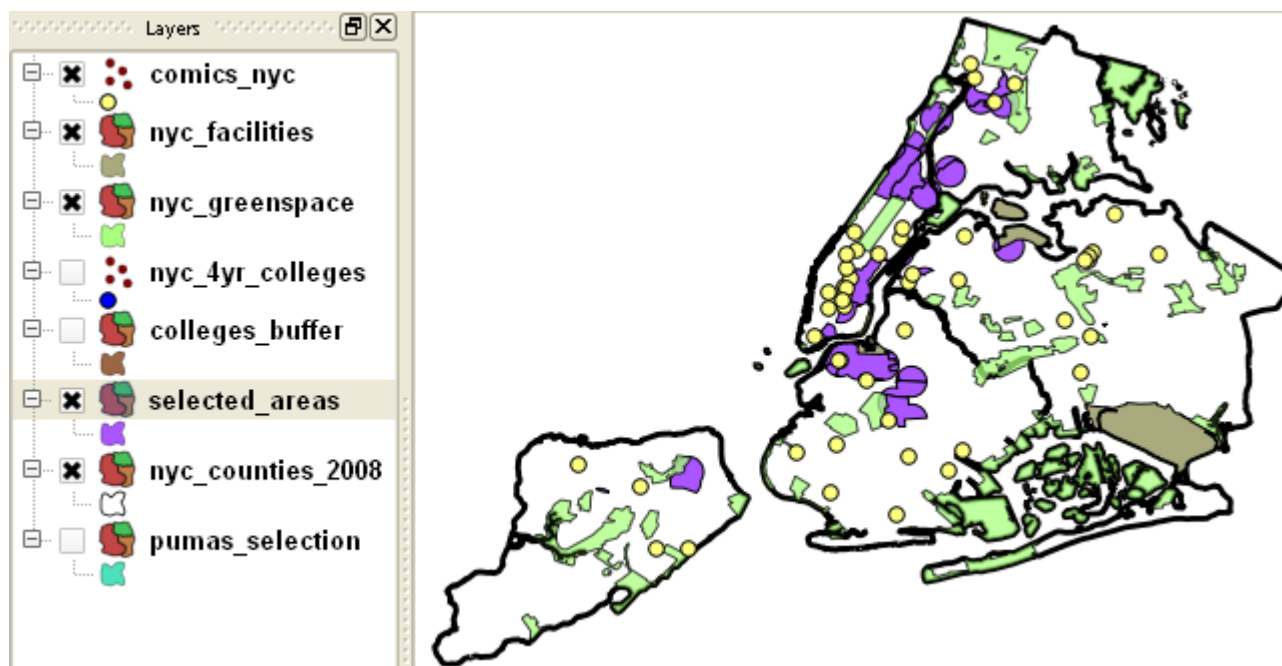 Layers
comics_nyc
nyc_facilities
nyc_greenspace
nyc_4yr_colleges
colleges_buffer
selected_areas
nyc_counties_2008
pumas_selection